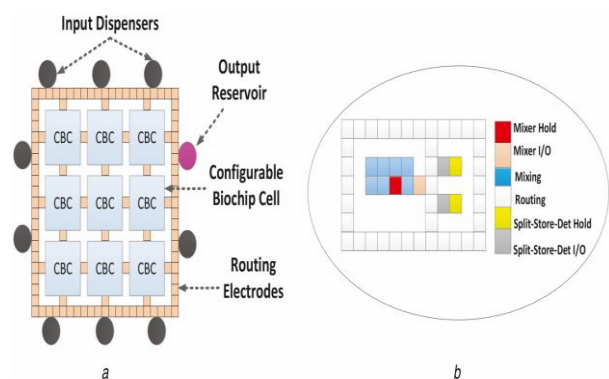 Input Dispensers
Output
Reservoir
CBC CBC CBC
Configurable
Biochip Cell
CBC CBC CBC
Routing
Electrodes
CBC CBC CBC
a
Mixer Hold
Mixer I/O
Mixing
Routing
Split-Store-Det Hold
Split-Store-Det I/O
b